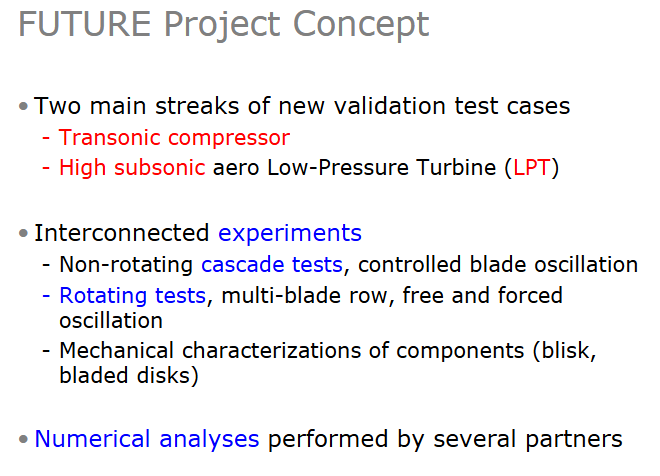 FUTURE Project Concept
• Two main streaks of new validation test cases
- Transonic compressor
- High subsonic aero Low-Pressure Turbine (LPT)
• Interconnected experiments
- Non-rotating cascade tests, controlled blade oscillation
- Rotating tests, multi-blade row, free and forced
oscillation
- Mechanical characterizations of components (blisk,
bladed disks)
• Numerical analyses performed by several partners